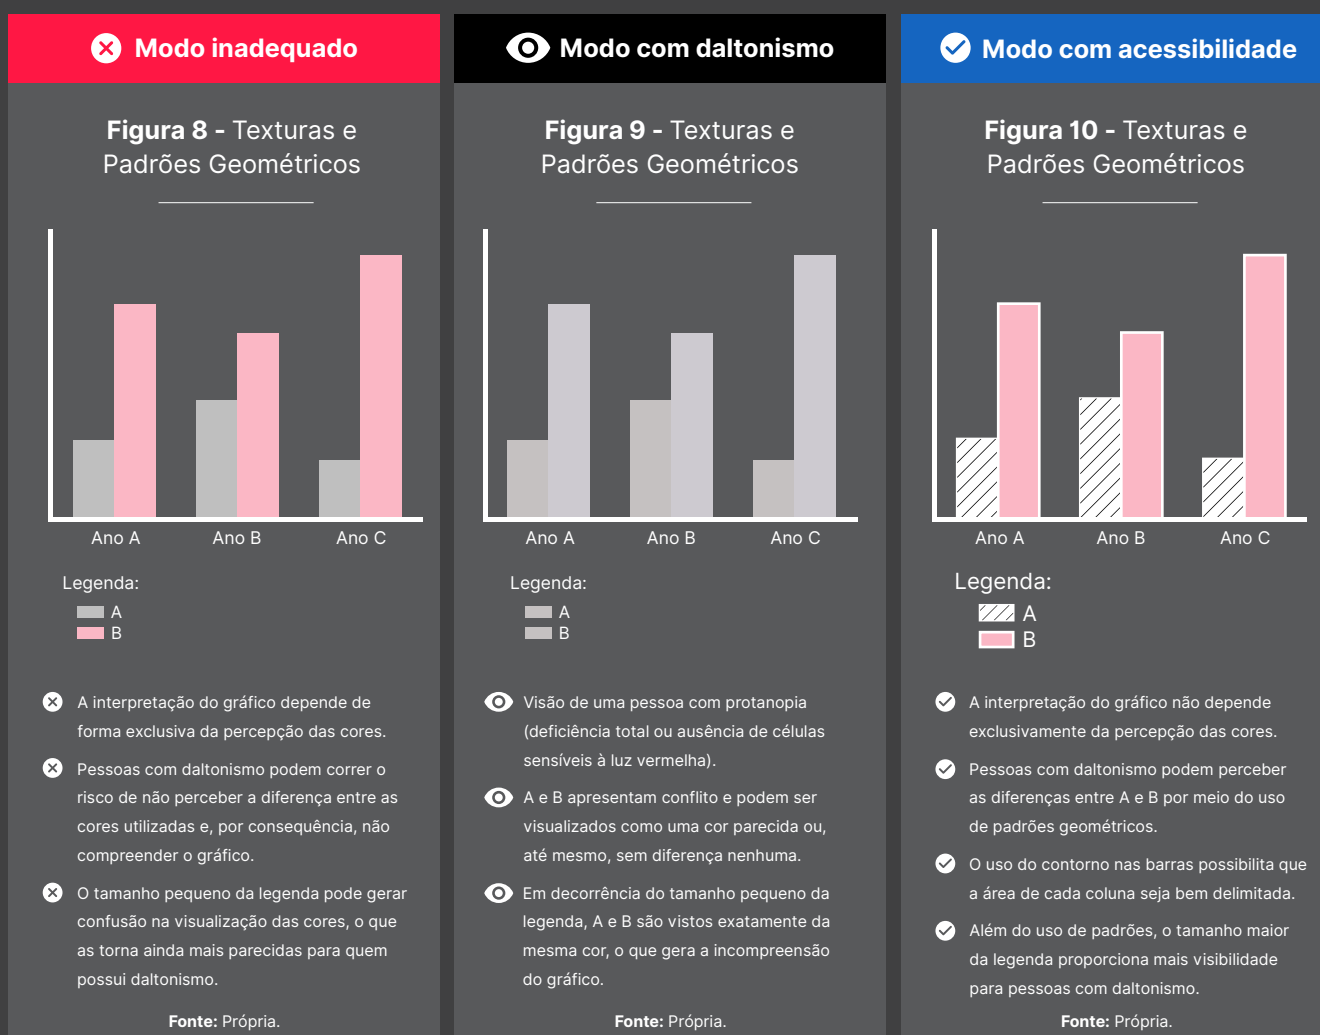 Modo inadequado
Figura 8 - Texturas e
Padrões Geométricos
Ano A
Ano B
Ano C
Legenda:
A
B
A interpretação do gráfico depende de
forma exclusiva da percepção das cores.
Pessoas com daltonismo podem correr o
risco de não perceber a diferença entre as
cores utilizadas e, por consequência, não
compreender o gráfico.
O tamanho pequeno da legenda pode gerar
confusão na visualização das cores, o que
as torna ainda mais parecidas para quem
possui daltonismo.
Fonte: Própria.
Modo com daltonismo
Figura 9 - Texturas e
Padrões Geométricos
Ano A
Ano B
Ano C
Legenda:
A
B
Visão de uma pessoa com protanopia
(deficiência total ou ausência de células
sensíveis à luz vermelha).
A e B apresentam conflito e podem ser
visualizados como uma cor parecida ou,
até mesmo, sem diferença nenhuma.
Em decorrência do tamanho pequeno da
legenda, A e B são vistos exatamente da
mesma cor, o que gera a incompreensão
do gráfico.
Fonte: Própria.
Modo com acessibilidade
Figura 10 - Texturas e
Padrões Geométricos
Ano A
Ano B
Ano C
Legenda:
A
B
A interpretação do gráfico não depende
exclusivamente da percepção das cores.
Pessoas com daltonismo podem perceber
as diferenças entre A e B por meio do uso
de padrões geométricos.
O uso do contorno nas barras possibilita que
a área de cada coluna seja bem delimitada.
Além do uso de padrões, o tamanho maior
da legenda proporciona mais visibilidade
para pessoas com daltonismo.
Fonte: Própria.